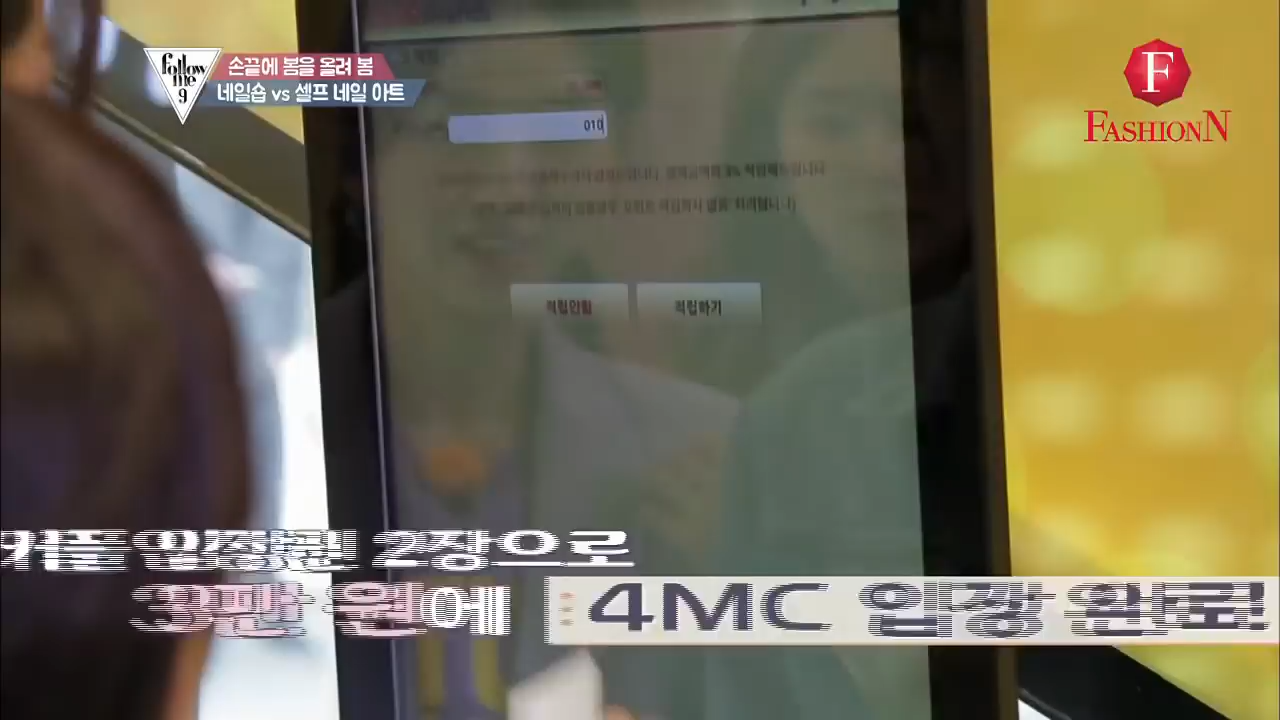 follow
me
9
손끝에 봄을 올려 봄
네일숍 vs 셀프 네일 아트
F
FASHIONN
010
적립안함 적립하기
커플 입장권 2장으로
3만 원에 4MC 입장 완료!